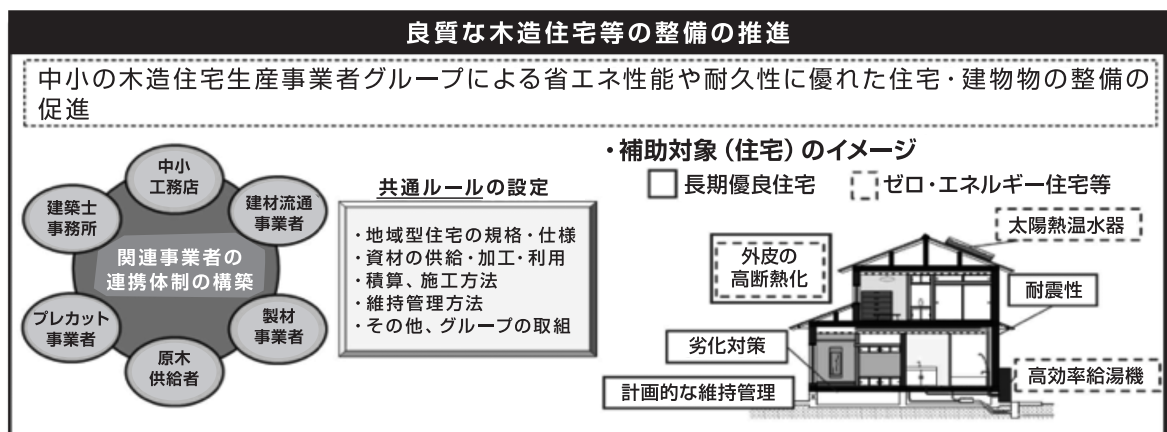 良質な木造住宅等の整備の推進
中小の木造住宅生産事業者グループによる省エネ性能や耐久性に優れた住宅・建物物の整備の
促進
中小
工務店
建築士
事務所
建材流通
事業者
関連事業者の
連携体制の構築
プレカット
事業者
製材
事業者
原木
供給者
共通ルールの設定
・地域型住宅の規格・仕様
・資材の供給・加工・利用
・積算、施工方法
・維持管理方法
・その他、グループの取組
・補助対象(住宅)のイメージ
長期優良住宅
ゼロ・エネルギー住宅等
太陽熱温水器
外皮の
高断熱化
耐震性
劣化対策
高効率給湯機
計画的な維持管理